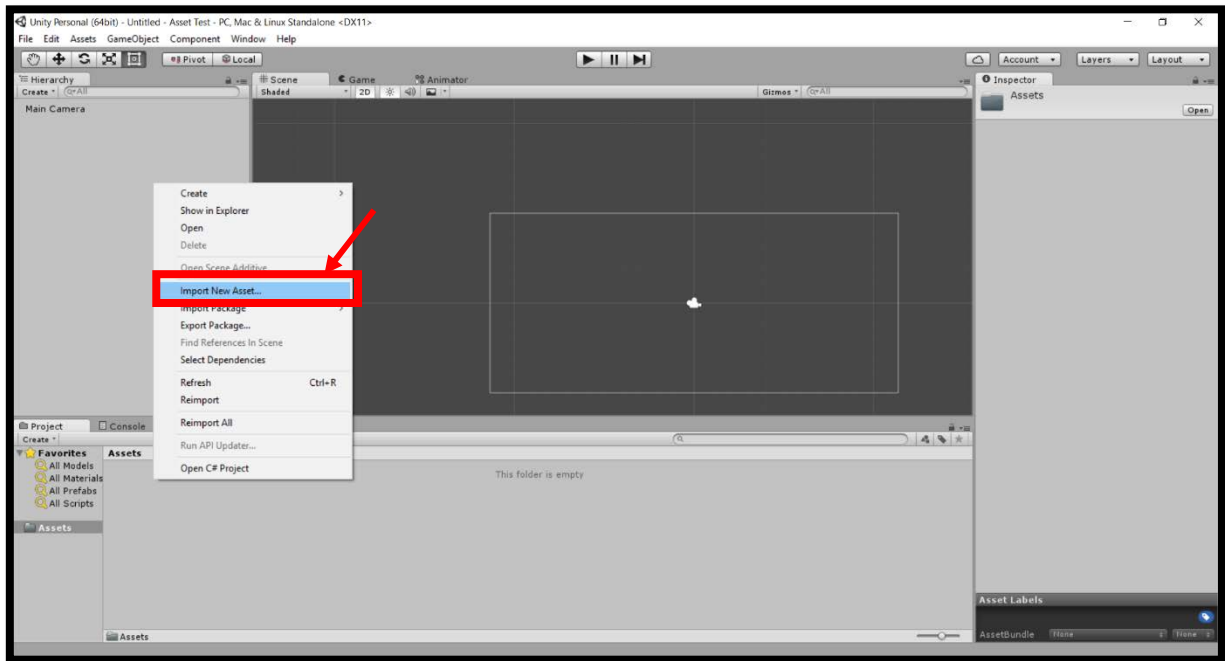 Unity Personal (64bit) - Untitled - Asset Test - PC, Mac & Linux Standalone <DX11>
File Edit Assets GameObject Component Window Help
Pivot Local Account Layers Layout
Hierarchy Scene Game Animator Inspector
Create All Shaded 2D Gizmos All Assets
Open
Main Camera
Create
Show in Explorer
Open
Delete
Open Scene Additive
Import New Asset...
Import Package
Export Package...
Find References In Scene
Select Dependencies
Refresh Ctrl+R
Reimport
Reimport All
Run API Updater...
Open C# Project
Project Console
Create
Favorites Assets
All Models
All Materials
All Prefabs
All Scripts
Assets
This folder is empty
Asset Labels
AssetBundle None None
Assets